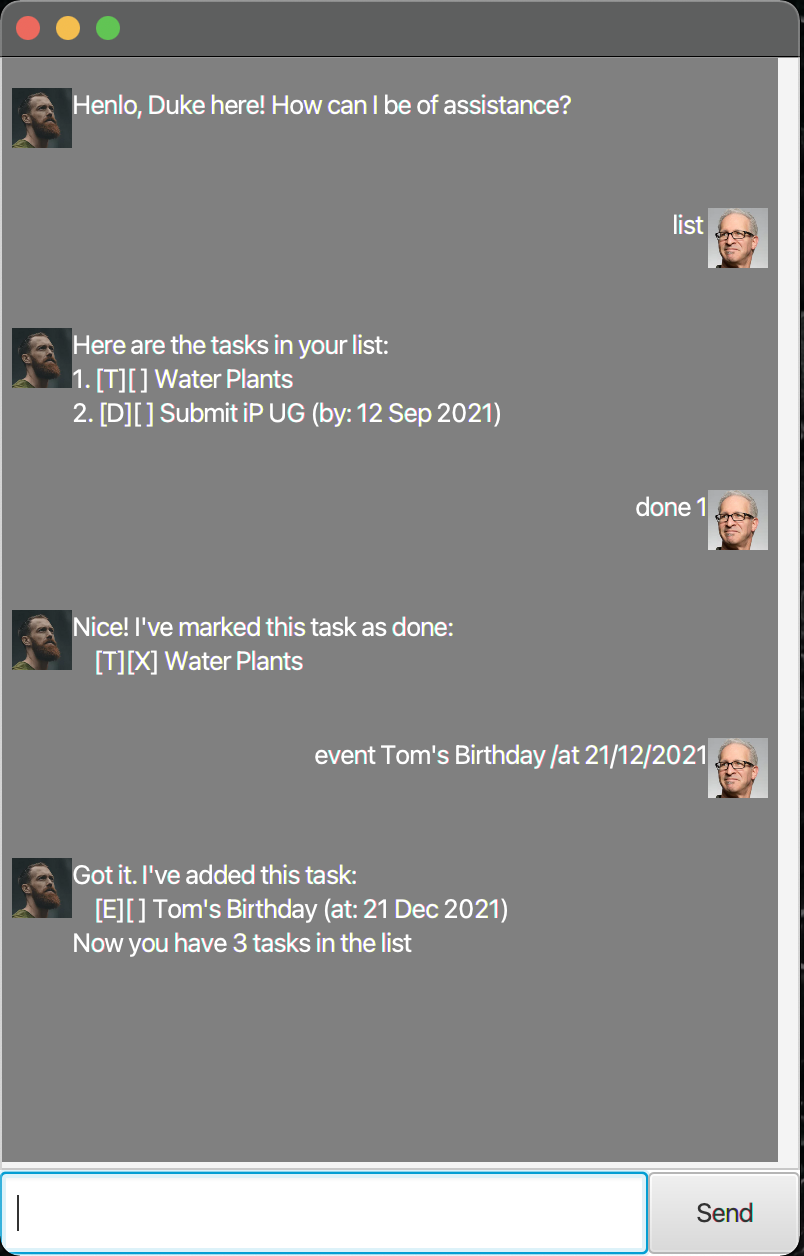 Henlo, Duke here! How can I be of assistance?
list
Here are the tasks in your list:
1. [T][ ] Water Plants
2. [D][ ] Submit iP UG (by: 12 Sep 2021)
done 1
Nice! I've marked this task as done:
[T][X] Water Plants
event Tom's Birthday /at 21/12/2021
Got it. I've added this task:
[E][ ] Tom's Birthday (at: 21 Dec 2021)
Now you have 3 tasks in the list
Send